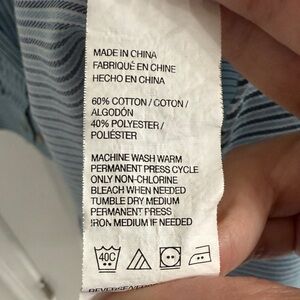 MADE IN CHINA
FABRIQUÉ EN CHINE
HECHO EN CHINA
60% COTTON / COTON /
ALGODÓN
40% POLYESTER /
POLIÉSTER
MACHINE WASH WARM
PERMANENT PRESS CYCLE
ONLY NON-CHLORINE
BLEACH WHEN NEEDED
TUMBLE DRY MEDIUM
PERMANENT PRESS
IRON MEDIUM IF NEEDED
40C